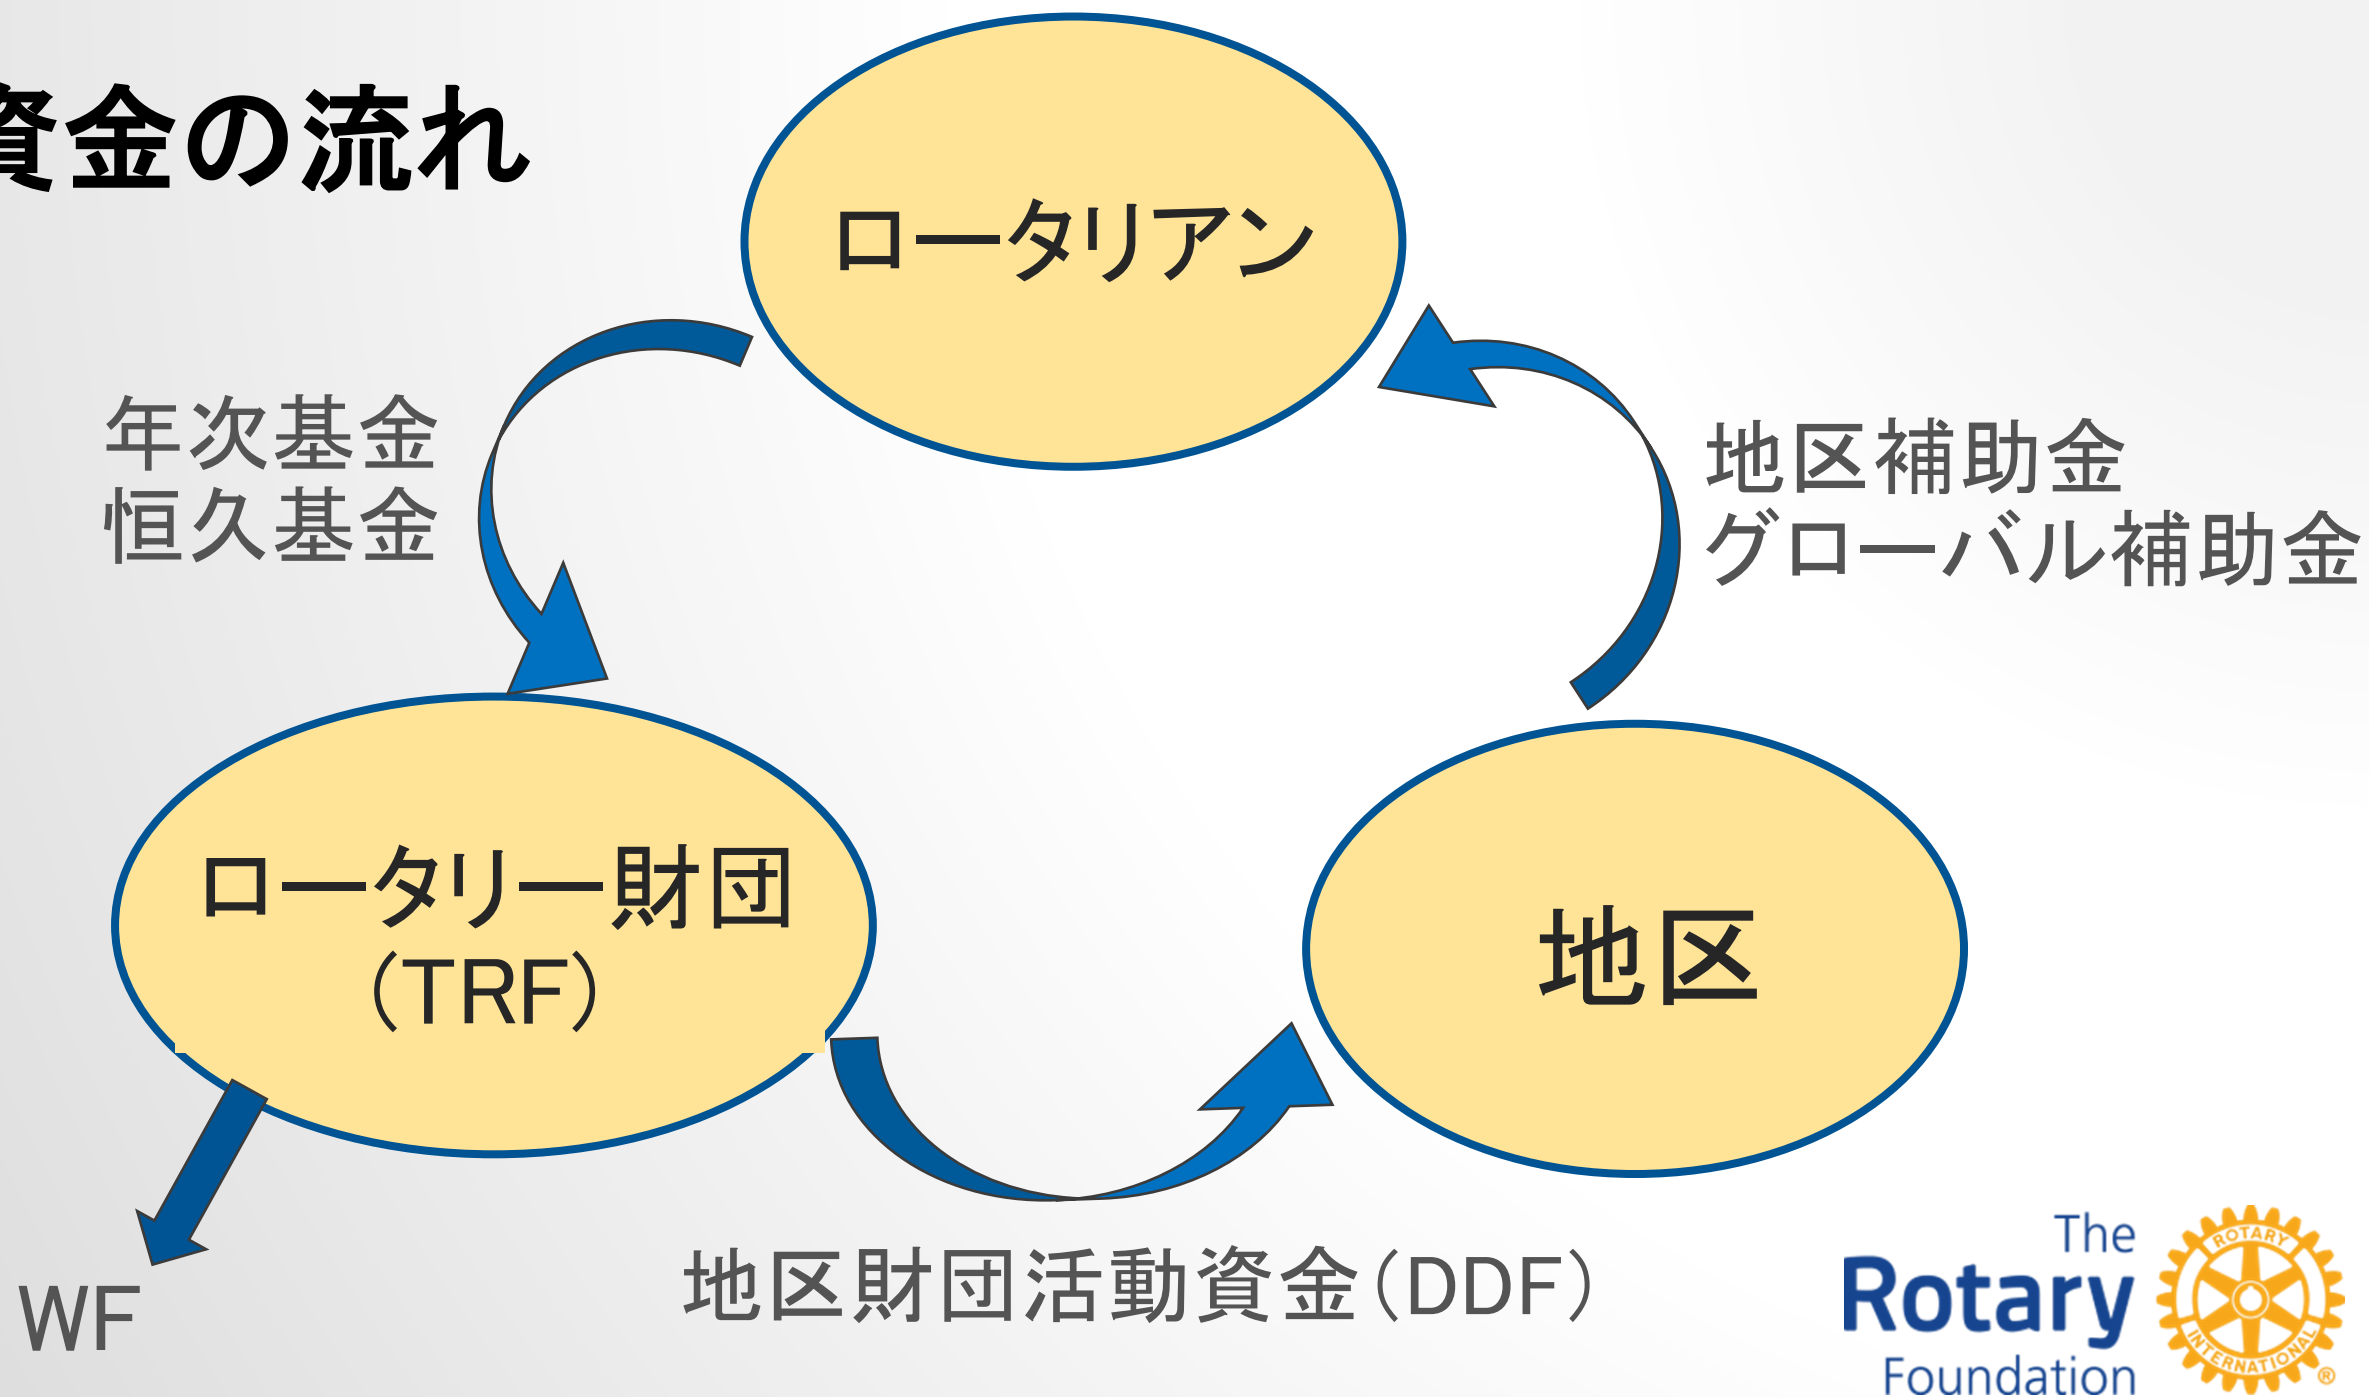 資金の流れ
ロータリアン
年次基金
恒久基金
地区補助金
グローバル補助金
ロータリー財団
（TRF）
地区
WF
地区財団活動資金（DDF）
The
Rotary
Foundation
ROTARY
INTERNATIONAL
®